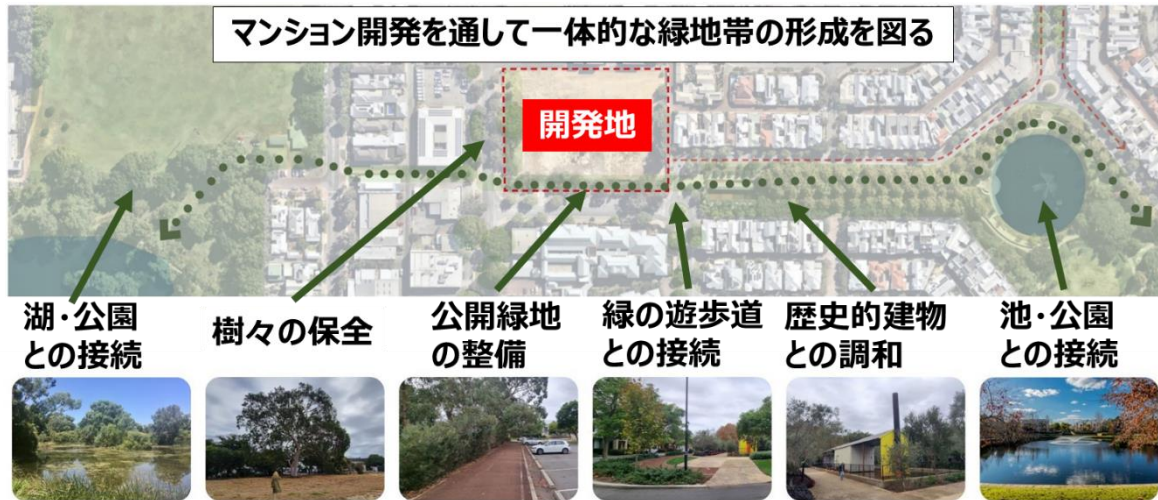 マンション開発を通して一体的な緑地帯の形成を図る
開発地
湖・公園
との接続
樹々の保全
公開緑地
の整備
緑の遊歩道
との接続
歴史的建物
との調和
池・公園
との接続